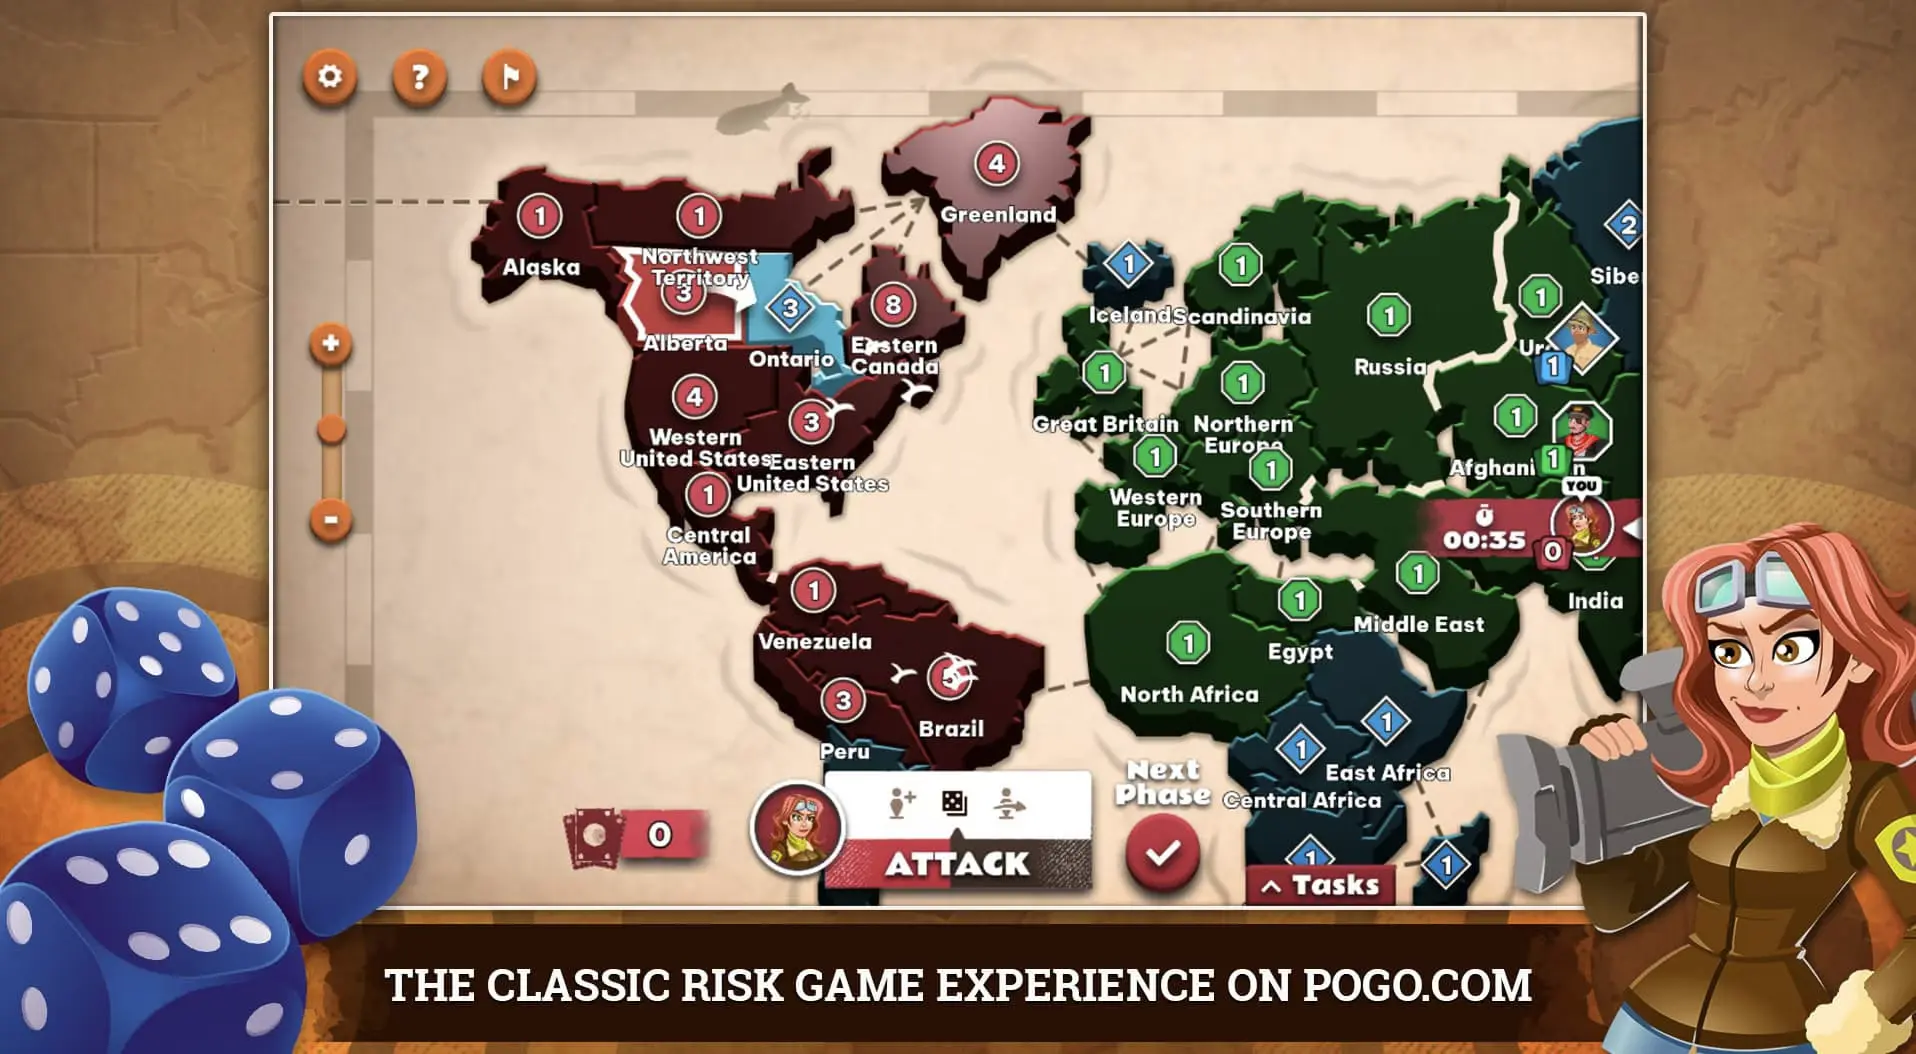 ?
4
Greenland
1
Alaska
1
Northwest
Territory
3
Alberta
3
Ontario
8
Eastern
Canada
4
Western
United States
3
Eastern
United States
1
Central
America
1
Venezuela
3
Peru
5
Brazil
1
Iceland
1
Scandinavia
1
Russia
1
1
2
1
Great Britain
1
Northern
Europe
1
1
1
Western
Europe
1
Southern
Europe
YOU
00:35
0
1
Middle East
India
1
Egypt
1
North Africa
1
East Africa
1
Central Africa
1
1
0
ATTACK
Next
Phase
Tasks
THE CLASSIC RISK GAME EXPERIENCE ON POGO.COM